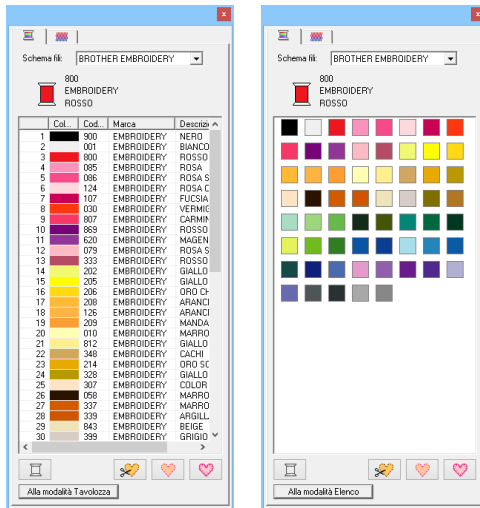 Schema fili: BROTHER EMBROIDERY
800
EMBROIDERY
ROSSO
Col... Cod... Marca Descrizi
1 900 EMBROIDERY NERO
2 001 EMBROIDERY BIANCO
3 800 EMBROIDERY ROSSO
4 085 EMBROIDERY ROSA
5 086 EMBROIDERY ROSA S
6 124 EMBROIDERY ROSA C
7 107 EMBROIDERY FUCSIA
8 030 EMBROIDERY VERMIC
9 807 EMBROIDERY CARMIN
10 869 EMBROIDERY ROSSO
11 620 EMBROIDERY MAGEN
12 079 EMBROIDERY ROSA S
13 333 EMBROIDERY ROSSO
14 202 EMBROIDERY GIALLO
15 205 EMBROIDERY GIALLO
16 206 EMBROIDERY ORO CH
17 208 EMBROIDERY ARANCI
18 126 EMBROIDERY ARANCI
19 209 EMBROIDERY MANDA
20 010 EMBROIDERY MARRO
21 812 EMBROIDERY GIALLO
22 348 EMBROIDERY CACHI
23 214 EMBROIDERY ORO SC
24 328 EMBROIDERY GIALLO
25 307 EMBROIDERY COLOR
26 058 EMBROIDERY MARRO
27 337 EMBROIDERY MARRO
28 339 EMBROIDERY ARGILL
29 843 EMBROIDERY BEIGE
30 399 EMBROIDERY GRIGIO
Alla modalità Tavolozza
Schema fili: BROTHER EMBROIDERY
800
EMBROIDERY
ROSSO
Alla modalità Elenco